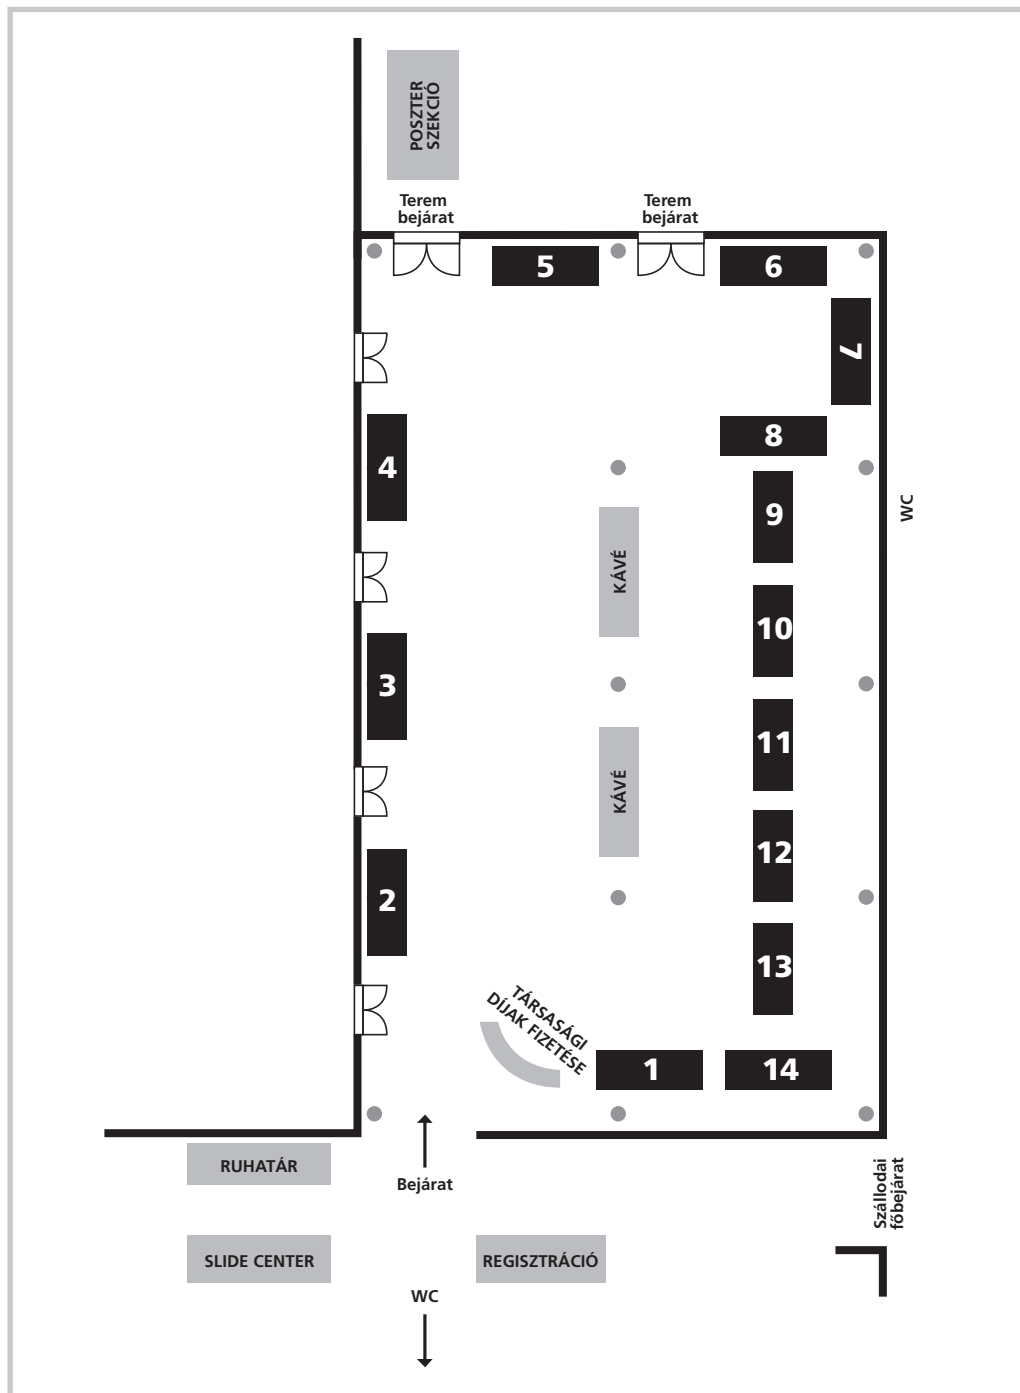 POSZTER
SZEKCIÓ
Terem
bejárat
Terem
bejárat
5
6
7
8
4
9
WC
KÁVÉ
10
3
11
KÁVÉ
12
2
13
TÁRSASÁGI
DÍJAK FIZETÉSE
1
14
RUHATÁR
Bejárat
Szállodai
főbejárat
SLIDE CENTER
REGISZTRÁCIÓ
WC